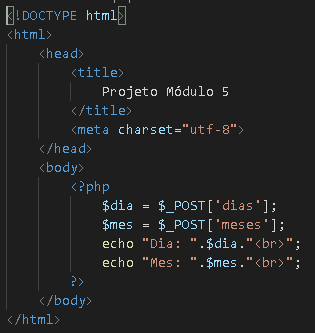 <!DOCTYPE html>
<html>
<head>
<title>
Projeto Módulo 5
</title>
<meta charset="utf-8">
</head>
<body>
<?php
$dia = $_POST['dias'];
$mes = $_POST['meses'];
echo "Dia: ".$dia."<br>";
echo "Mes: ".$mes."<br>";
?>
</body>
</html>